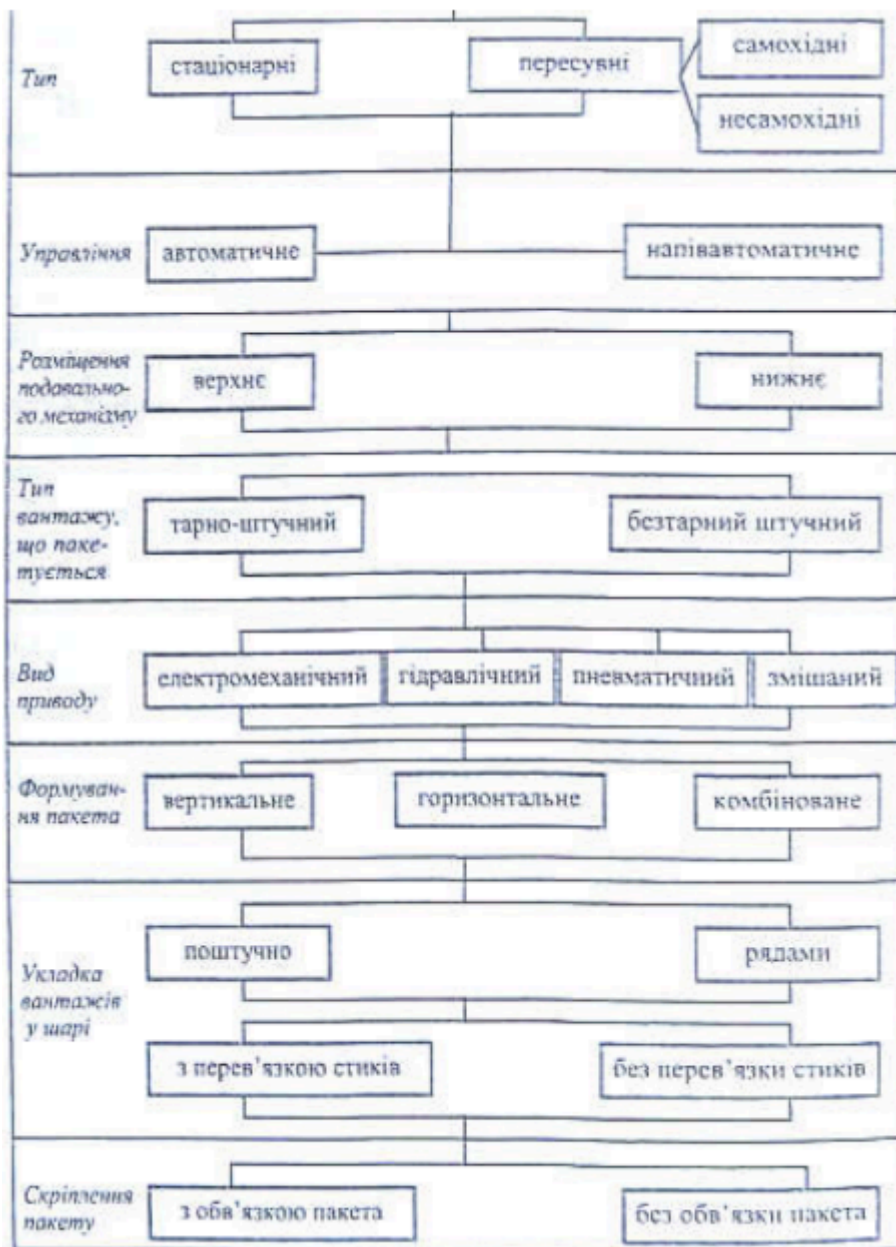 Тип
стаціонарні
пересувні
самохідні
несамохідні
Управління
автоматичне
напівавтоматичне
Розміщення
подавально-
го механізму
верхнє
нижнє
Тип
вантажу,
що паке-
тується
тарно-штучний
безтарний штучний
Вид
приводу
електромеханічний
гідравлічний
пневматичний
змішаний
Формуван-
ня пакета
вертикальне
горизонтальне
комбіноване
Укладка
вантажів
у шарі
поштучно
рядами
з перев’язкою стиків
без перев’язки стиків
Скріплення
пакету
з обв’язкою пакета
без обв’язки пакета